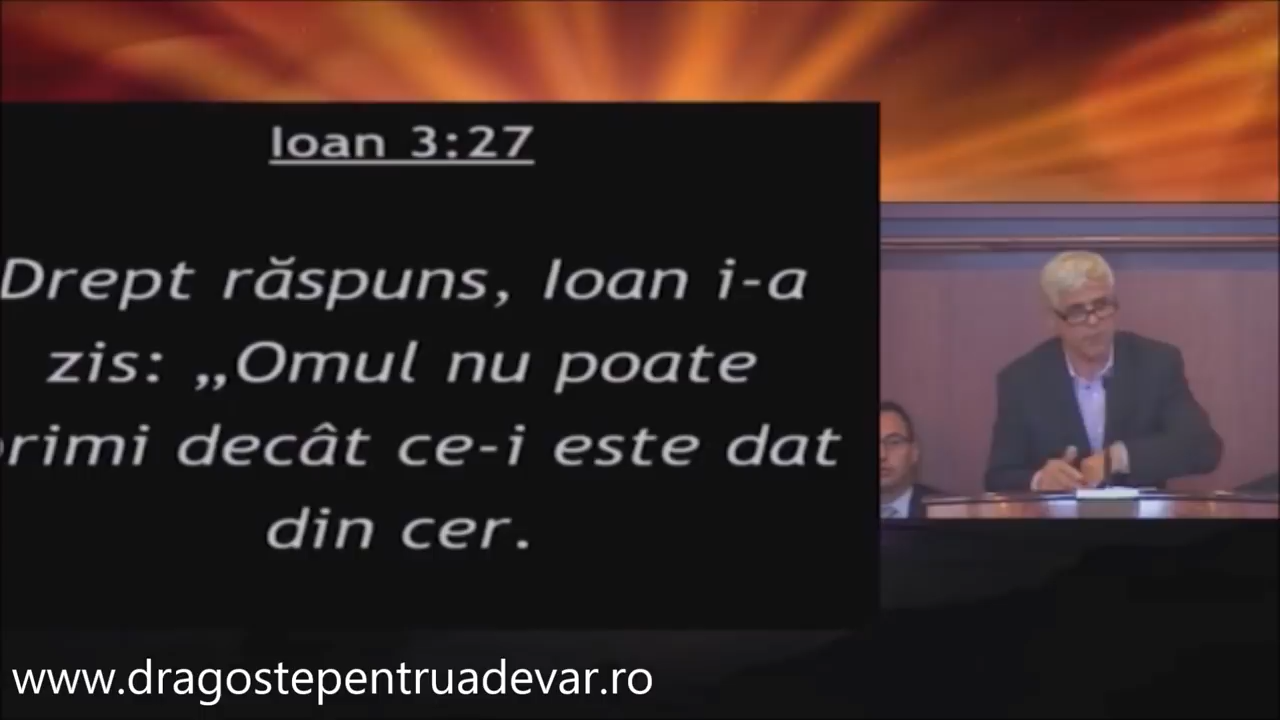 Ioan 3:27
Drept răspuns, Ioan i-a
zis: „Omul nu poate
primi decât ce-i este dat
din cer.
www.dragostepentruadevar.ro